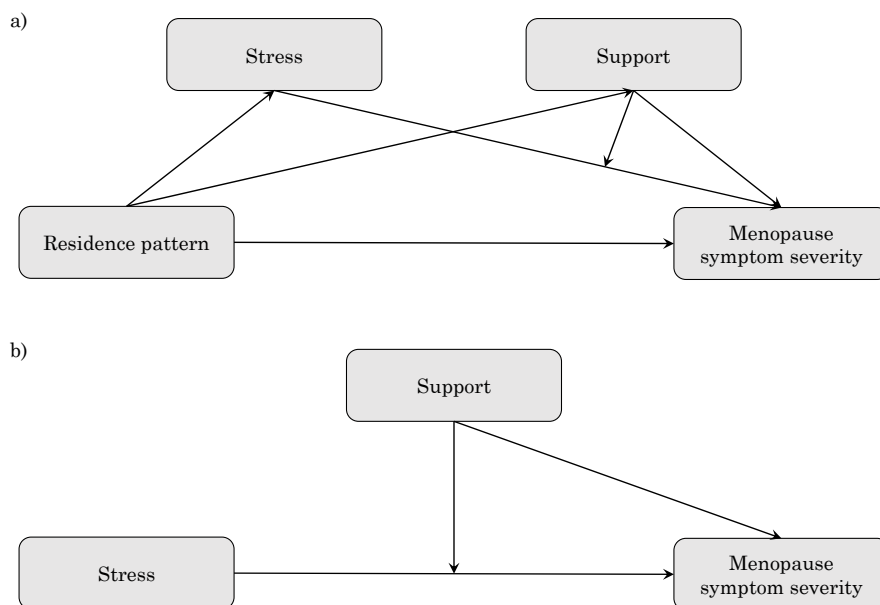 a)
Stress
Support
Residence pattern
Menopause
symptom severity
b)
Support
Stress
Menopause
symptom severity